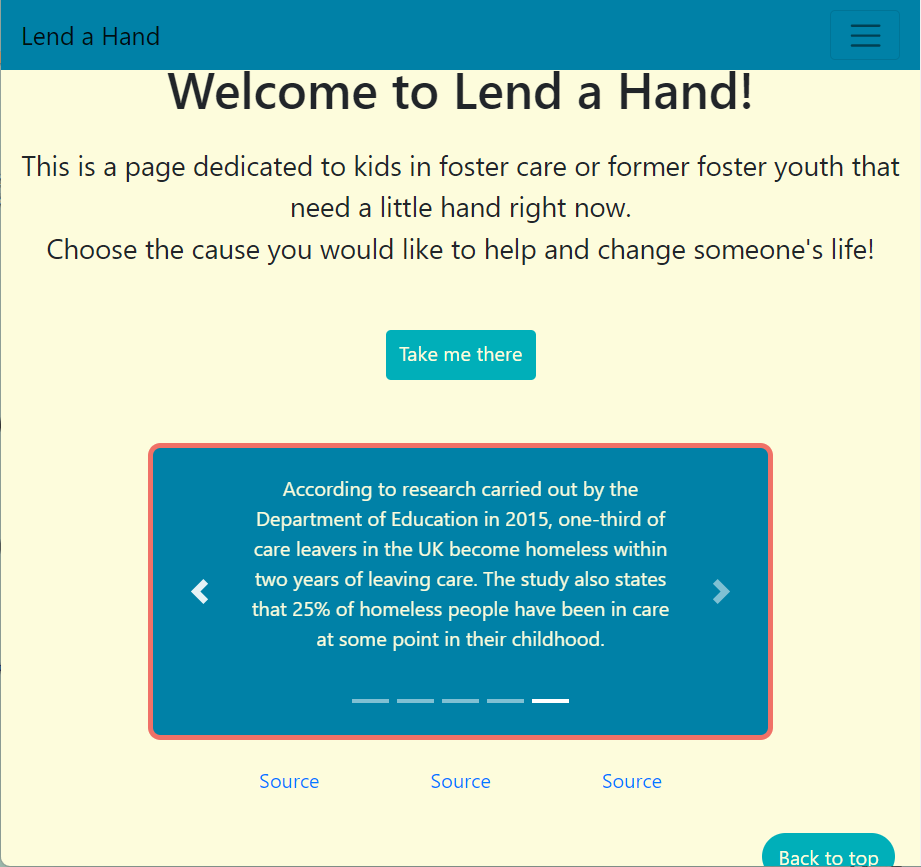 Lend a Hand
Welcome to Lend a Hand!
This is a page dedicated to kids in foster care or former foster youth that
need a little hand right now.
Choose the cause you would like to help and change someone's life!
Take me there
According to research carried out by the
Department of Education in 2015, one-third of
care leavers in the UK become homeless within
two years of leaving care. The study also states
that 25% of homeless people have been in care
at some point in their childhood.
Source Source Source
Back to top